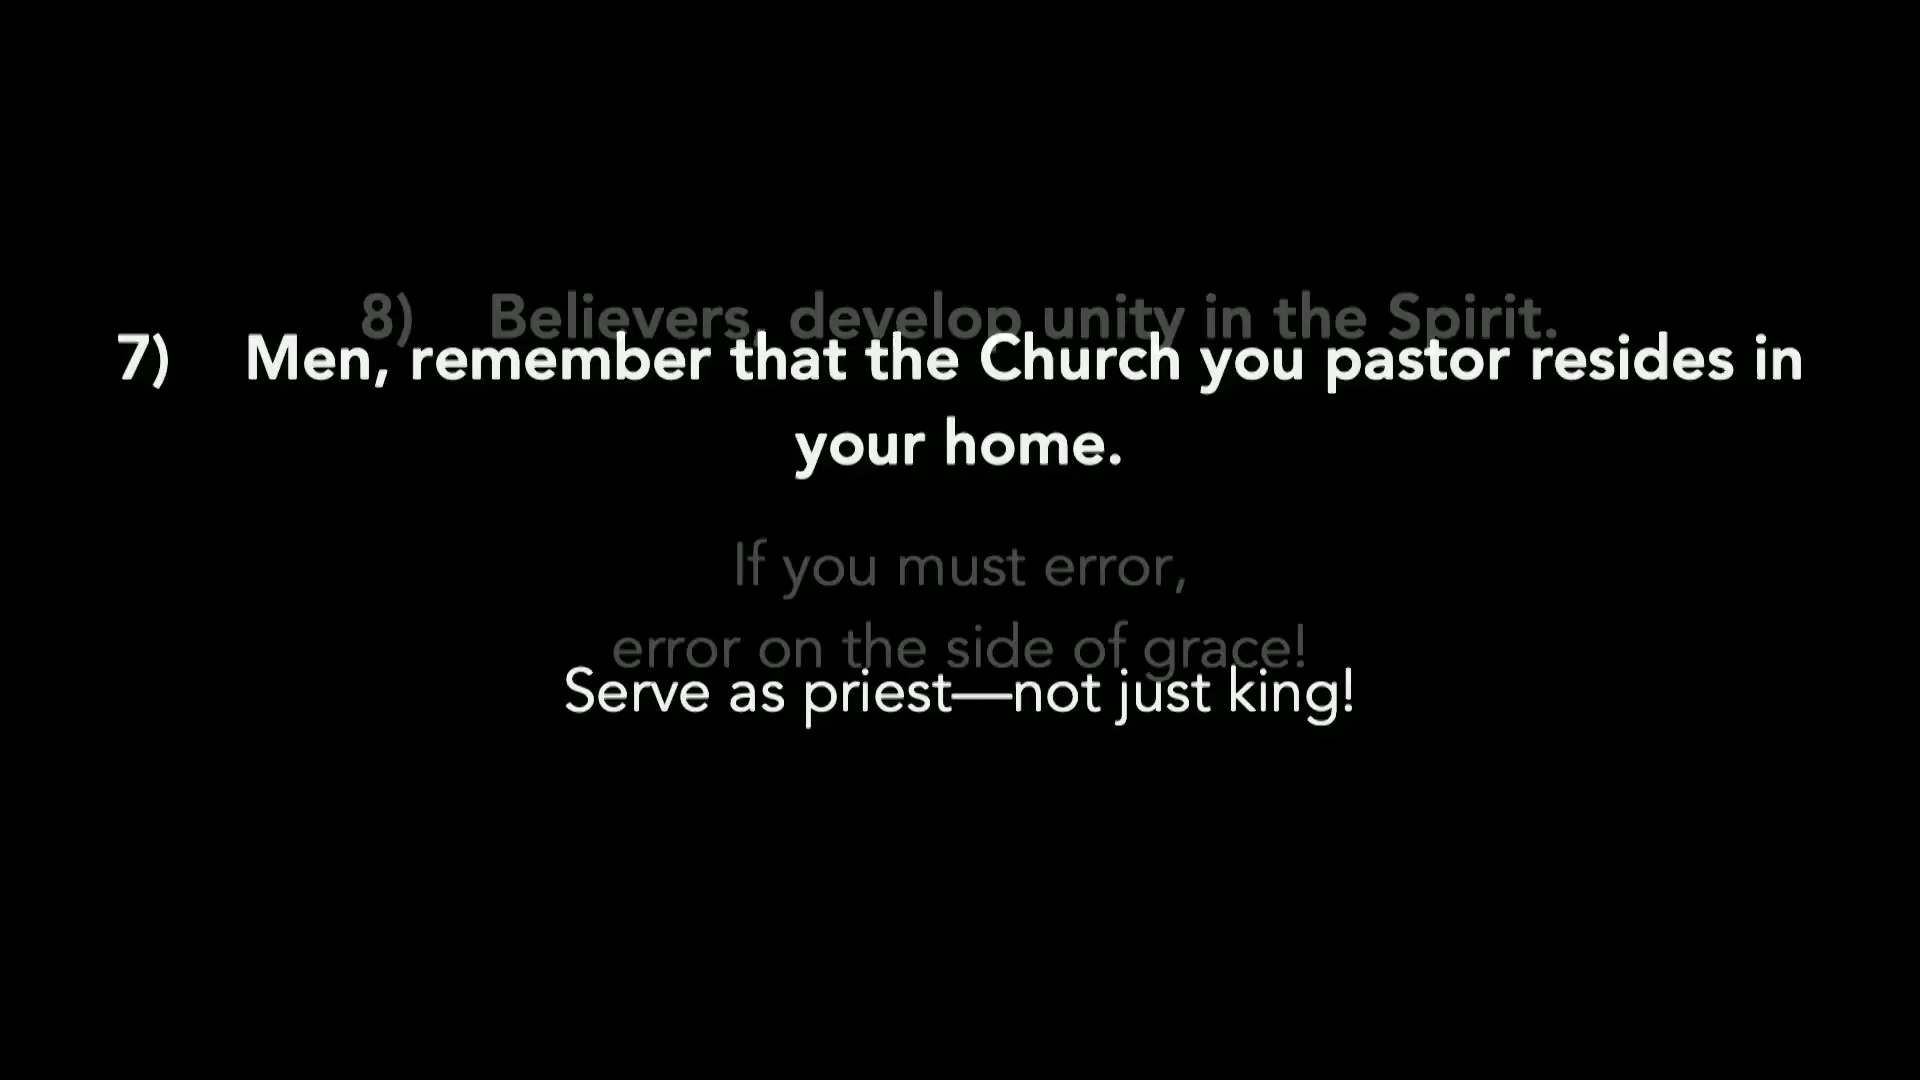 8) Believers, develop unity in the Spirit.
7) Men, remember that the Church you pastor resides in
your home.
If you must error,
error on the side of grace!
Serve as priest—not just king!